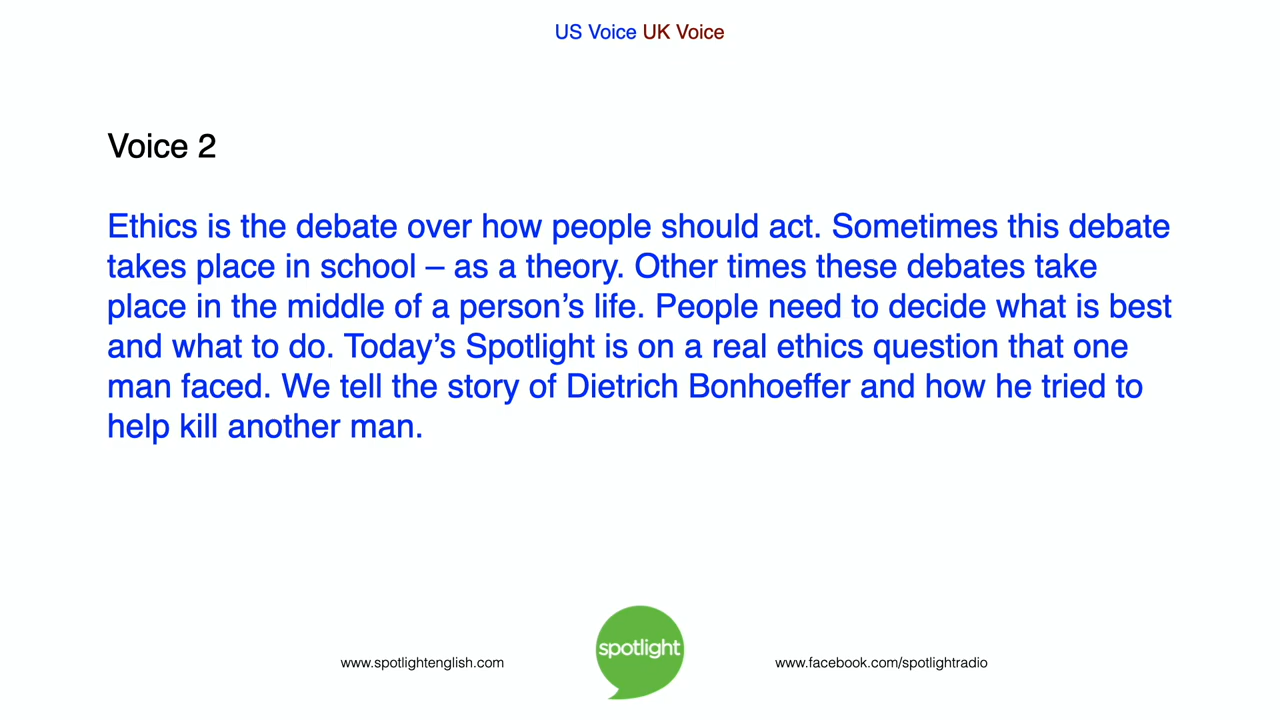 US Voice UK Voice
Voice 2
Ethics is the debate over how people should act. Sometimes this debate
takes place in school – as a theory. Other times these debates take
place in the middle of a person’s life. People need to decide what is best
and what to do. Today’s Spotlight is on a real ethics question that one
man faced. We tell the story of Dietrich Bonhoeffer and how he tried to
help kill another man.
spotlight
www.spotlightenglish.com
www.facebook.com/spotlightradio